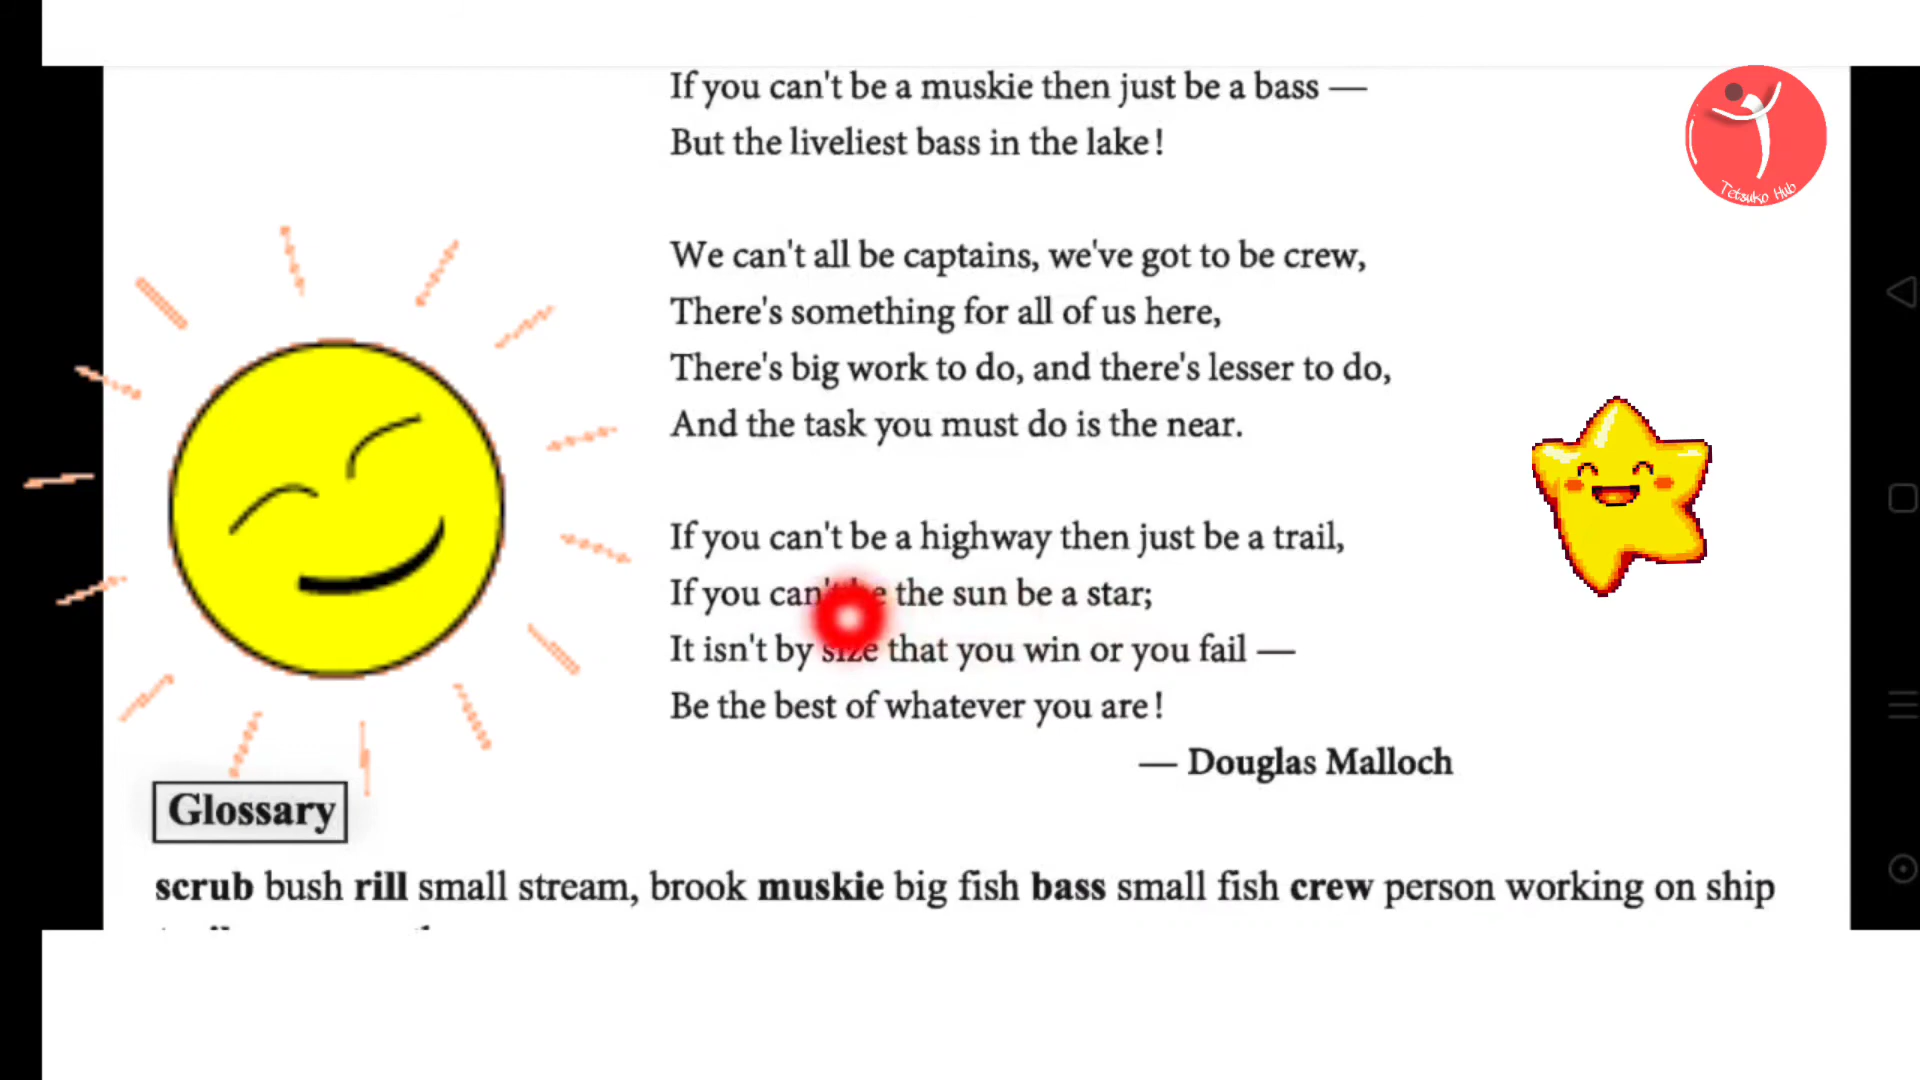 If you can't be a muskie then just be a bass —
But the liveliest bass in the lake!
We can't all be captains, we've got to be crew,
There's something for all of us here,
There's big work to do, and there's lesser to do,
And the task you must do is the near.
If you can't be a highway then just be a trail,
If you can't be the sun be a star;
It isn't by size that you win or you fail —
Be the best of whatever you are!
— Douglas Malloch
Glossary
scrub bush rill small stream, brook muskie big fish bass small fish crew person working on ship
Tetsuko Hub